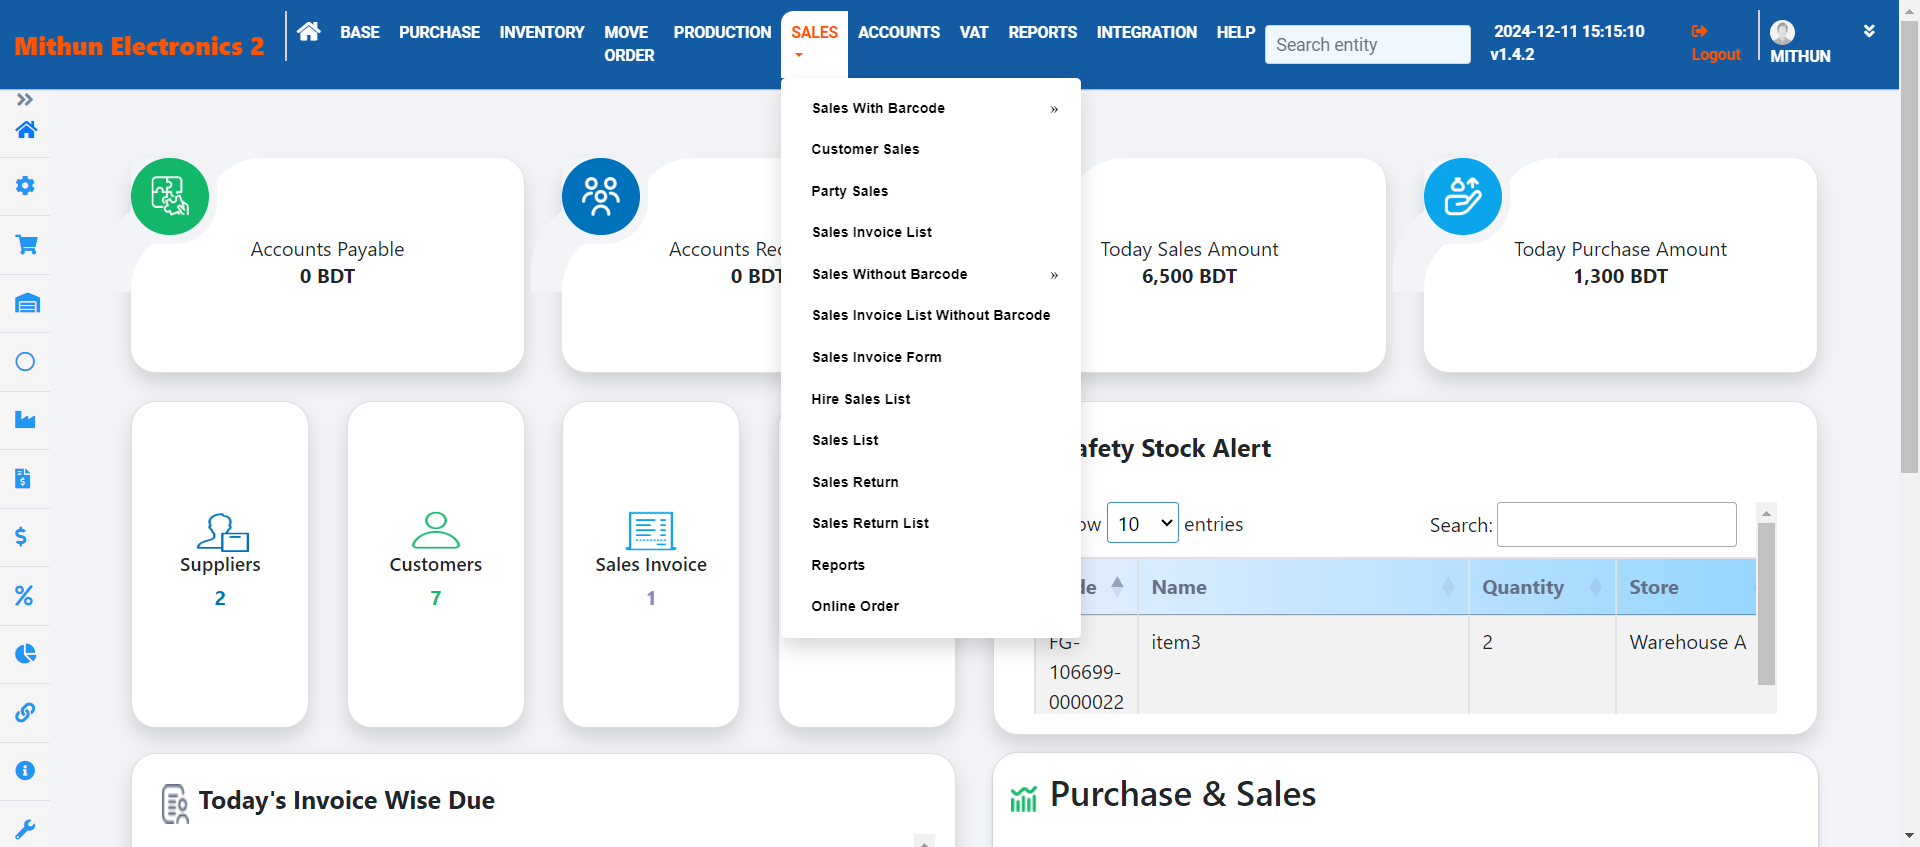 Mithun Electronics 2
BASE
PURCHASE
INVENTORY
MOVE
ORDER
PRODUCTION
SALES
ACCOUNTS
VAT
REPORTS
INTEGRATION
HELP
Search entity
2024-12-11 15:15:10
v1.4.2
Logout
MITHUN
Sales With Barcode »
Customer Sales
Party Sales
Sales Invoice List
Sales Without Barcode »
Sales Invoice List Without Barcode
Sales Invoice Form
Hire Sales List
Sales List
Sales Return
Sales Return List
Reports
Online Order
Accounts Payable
0 BDT
Accounts Rec
0 BDT
Today Sales Amount
6,500 BDT
Today Purchase Amount
1,300 BDT
Suppliers
2
Customers
7
Sales Invoice
1
afety Stock Alert
ow 10 entries
Search:
de Name Quantity Store
FG- item3 2 Warehouse A
106699-
0000022
Today's Invoice Wise Due
Purchase & Sales